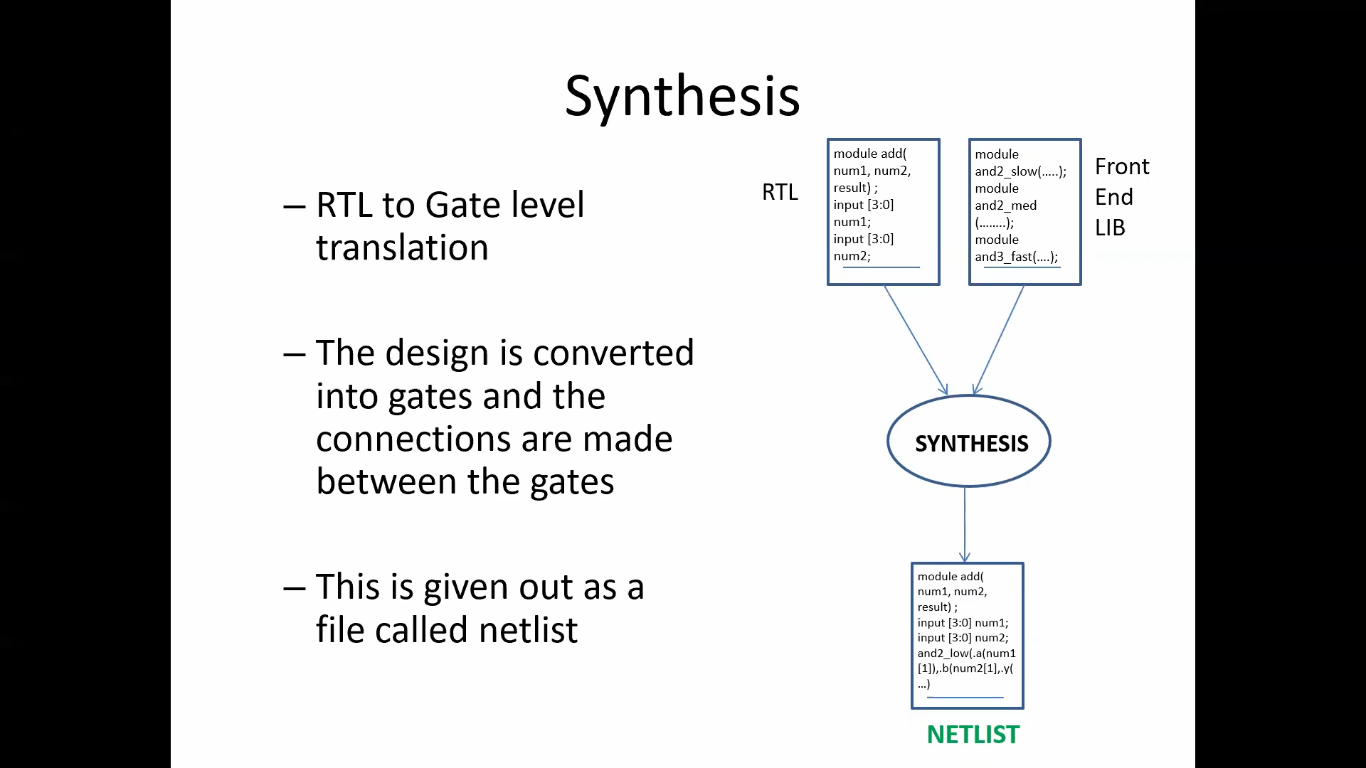 Synthesis
– RTL to Gate level
translation
– The design is converted
into gates and the
connections are made
between the gates
– This is given out as a
file called netlist
RTL
module add(
num1, num2,
result) ;
input [3:0]
num1;
input [3:0]
num2;
module
and2_slow(.....);
module
and2_med
(........);
module
and3_fast(....);
Front
End
LIB
SYNTHESIS
module add(
num1, num2,
result) ;
input [3:0] num1;
input [3:0] num2;
and2_low(.a(num1
[1]),.b(num2[1],.y(
...)
NETLIST